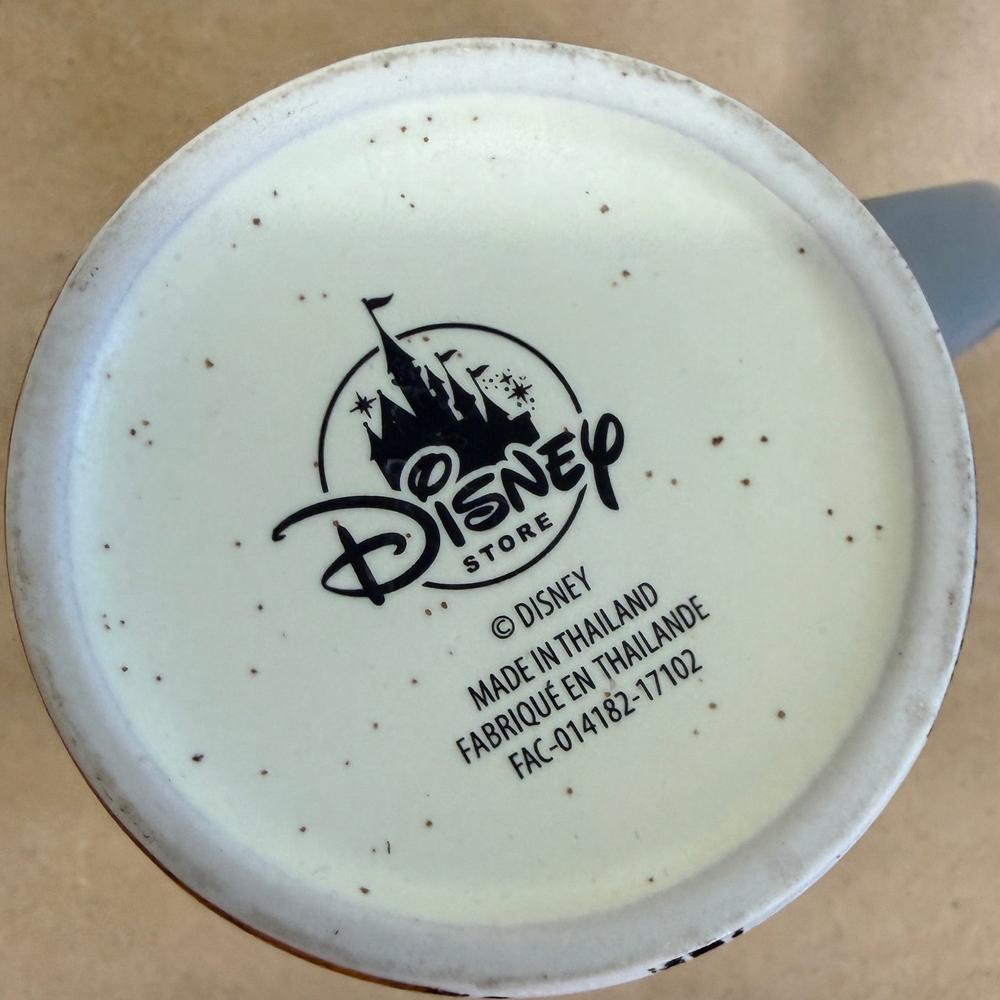 Disney
STORE
© DISNEY
MADE IN THAILAND
FABRIQUÉ EN THAILANDE
FAC-014182-17102